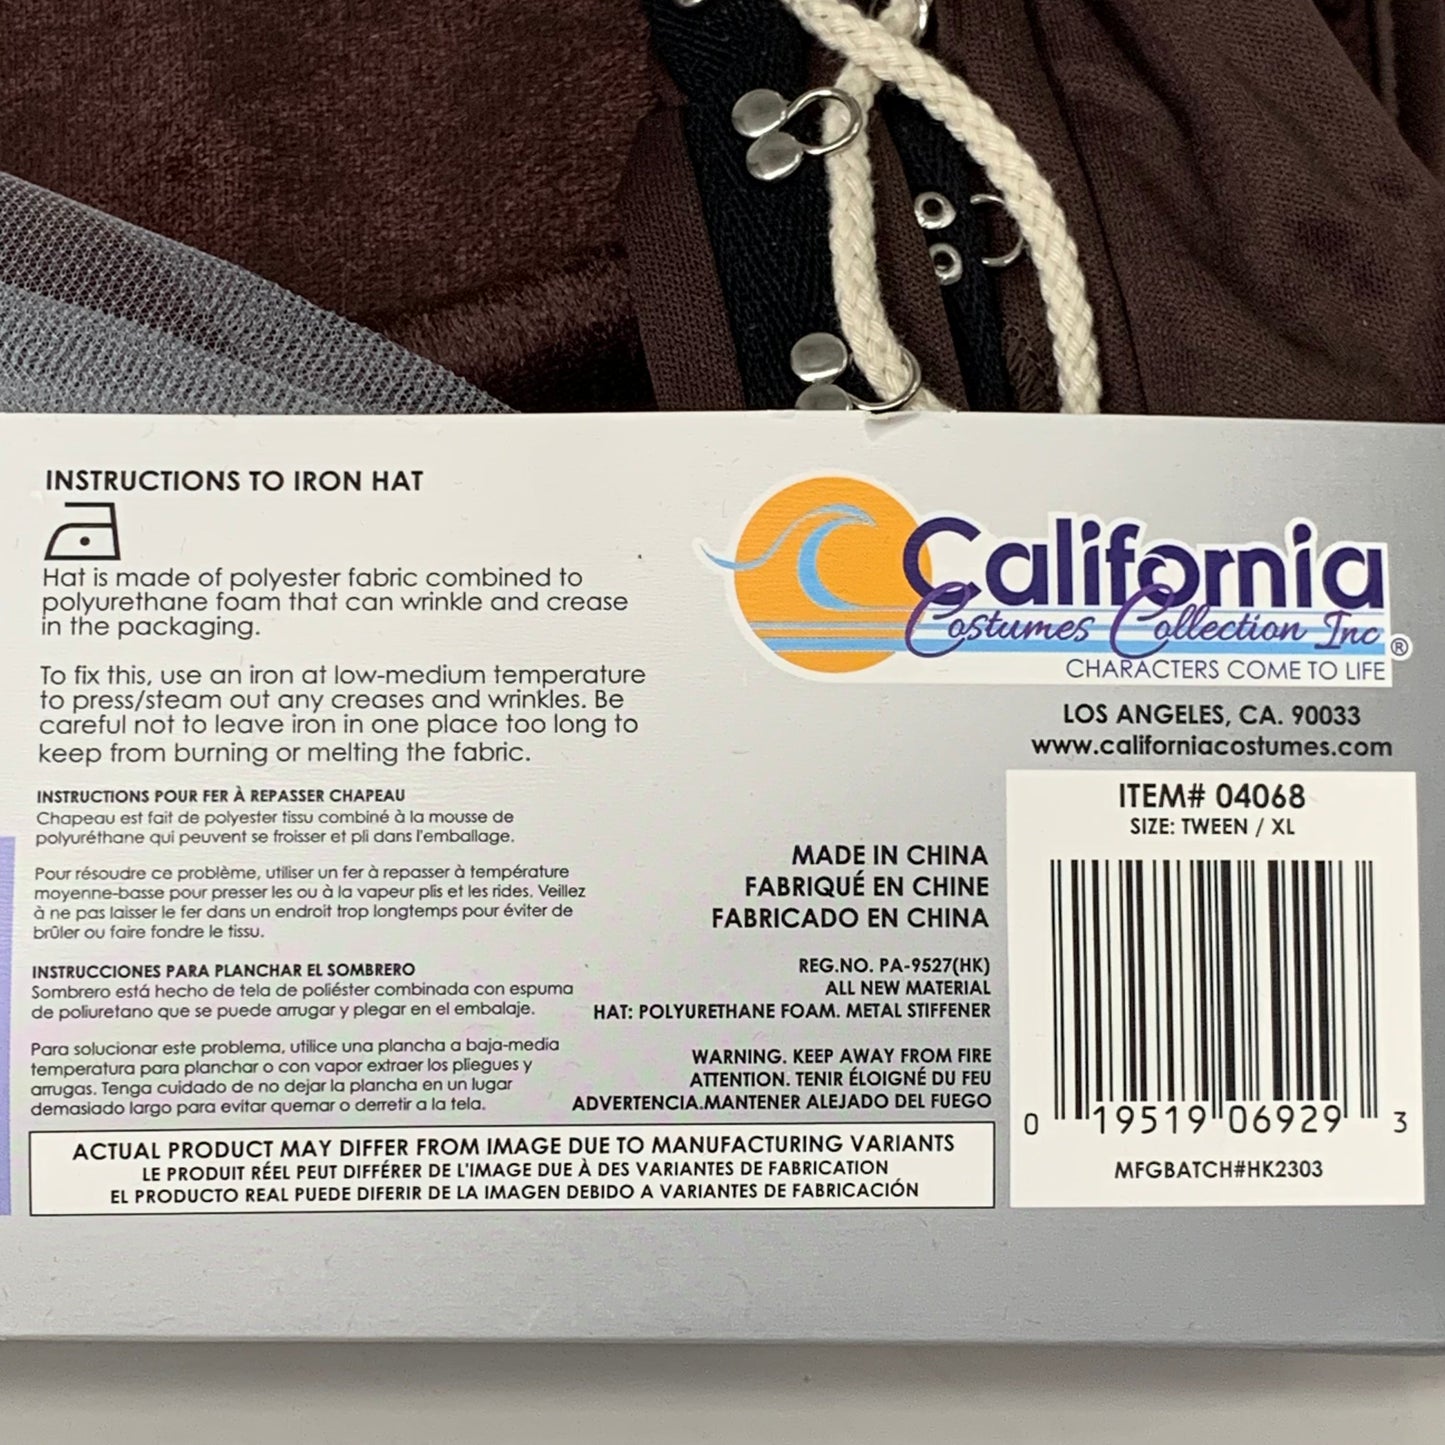 INSTRUCTIONS TO IRON HAT
Hat is made of polyester fabric combined to
polyurethane foam that can wrinkle and crease
in the packaging.
To fix this, use an iron at low-medium temperature
to press/steam out any creases and wrinkles. Be
careful not to leave iron in one place too long to
keep from burning or melting the fabric.
INSTRUCTIONS POUR FER À REPASSER CHAPEAU
Chapeau est fait de polyester tissu combiné à la mousse de
polyuréthane qui peuvent se froisser et pli dans l'emballage.
Pour résoudre ce problème, utiliser un fer à repasser à température
moyenne-basse pour presser les ou à la vapeur plis et les rides. Veillez
à ne pas laisser le fer dans un endroit trop longtemps pour éviter de
brûler ou faire fondre le tissu.
INSTRUCCIONES PARA PLANCHAR EL SOMBRERO
Sombrero está hecho de tela de poliéster combinada con espuma
de poliuretano que se puede arrugar y plegar en el embalaje.
Para solucionar este problema, utilice una plancha a baja-media
temperatura para planchar o con vapor extraer los pliegues y
arrugas. Tenga cuidado de no dejar la plancha en un lugar
demasiado largo para evitar quemar o derretir a la tela.
California
Costumes Collection Inc ®
CHARACTERS COME TO LIFE
LOS ANGELES, CA. 90033
www.californiacostumes.com
MADE IN CHINA
FABRIQUÉ EN CHINE
FABRICADO EN CHINA
REG.NO. PA-9527(HK)
ALL NEW MATERIAL
HAT: POLYURETHANE FOAM. METAL STIFFENER
WARNING. KEEP AWAY FROM FIRE
ATTENTION. TENIR ÉLOIGNÉ DU FEU
ADVERTENCIA.MANTENER ALEJADO DEL FUEGO
ACTUAL PRODUCT MAY DIFFER FROM IMAGE DUE TO MANUFACTURING VARIANTS
LE PRODUIT RÉEL PEUT DIFFÉRER DE L'IMAGE DUE À DES VARIANTES DE FABRICATION
EL PRODUCTO REAL PUEDE DIFERIR DE LA IMAGEN DEBIDO A VARIANTES DE FABRICACIÓN
ITEM# 04068
SIZE: TWEEN / XL
0 19519 06929 3
MFGBATCH#HK2303